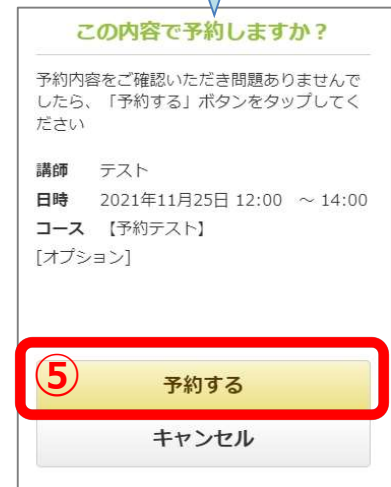 この内容で予約しますか？
予約内容をご確認いただき問題ありませんで
したら、「予約する」ボタンをタップしてく
ださい
講師 テスト
日時 2021年11月25日 12:00 ～ 14:00
コース 【予約テスト】
[オプション]
⑤ 予約する
キャンセル